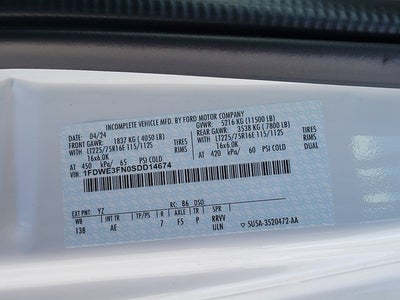 INCOMPLETE VEHICLE MFD. BY FORD MOTOR COMPANY
04/24 GVWR: 5216 KG (11500 LB)
FRONT GAWR: 1837 KG (4050 LB) REAR GAWR: 3538 KG (7800 LB)
WITH LT225/75R16E 115/112S TIRES WITH LT225/75R16E 115/112S TIRES
16x6.0K RIMS 16x6.0K RIMS
AT 450 kPa/ 65 PSI COLD AT 420 kPa/ 60 PSI COLD DUAL
VIN: 1FDWE3FN0SDD14674
RC: 86 DSO:
EXT PNT: YZ
WB INT TR TP/PS R AXLE TR RRVV
138 AE 7 F5 P ULN 5U5A-3520472-AA